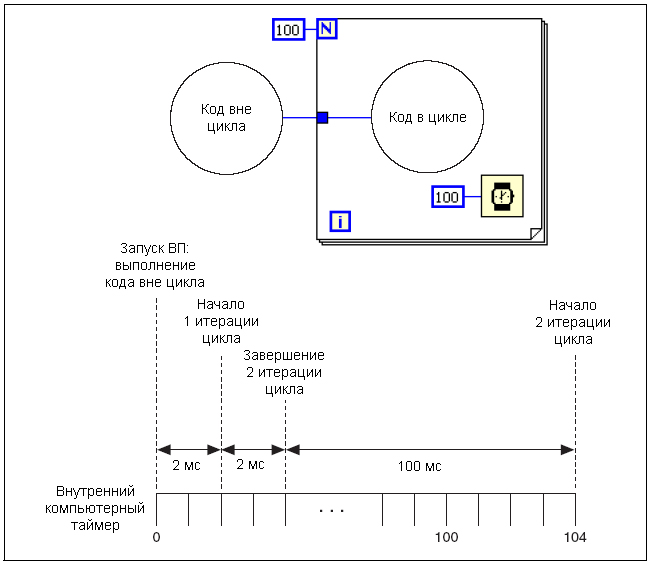 100
N
Код вне
цикла
Код в цикле
100
i
Запуск ВП:
выполнение
кода вне цикла
Начало
1 итерации
цикла
Завершение
2 итерации
цикла
Начало
2 итерации
цикла
2 мс
2 мс
100 мс
Внутренний
компьютерный
таймер
0
100
104